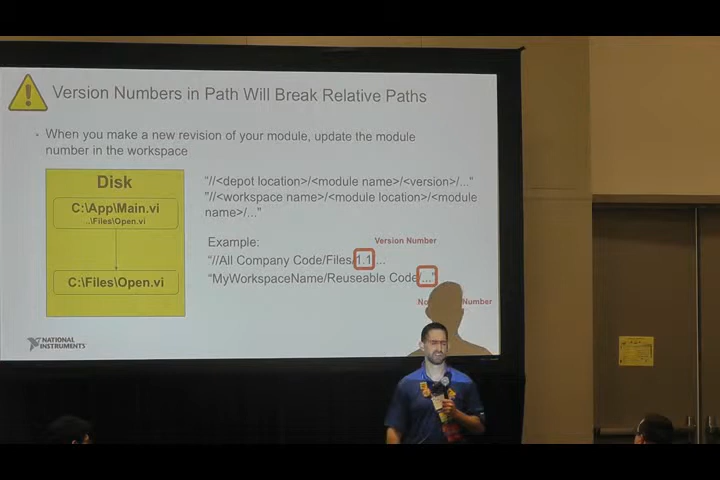 Version Numbers in Path Will Break Relative Paths
• When you make a new revision of your module, update the module
number in the workspace
Disk
C:\App\Main.vi
..\Files\Open.vi
C:\Files\Open.vi
"//<depot location>/<module name>/<version>/..."
"//<workspace name>/<module location>/<module
name>/..."
Example:
Version Number
"//All Company Code/Files/1.1/...
"MyWorkspaceName/Reuseable Code/..."
Number
NATIONAL
INSTRUMENTS